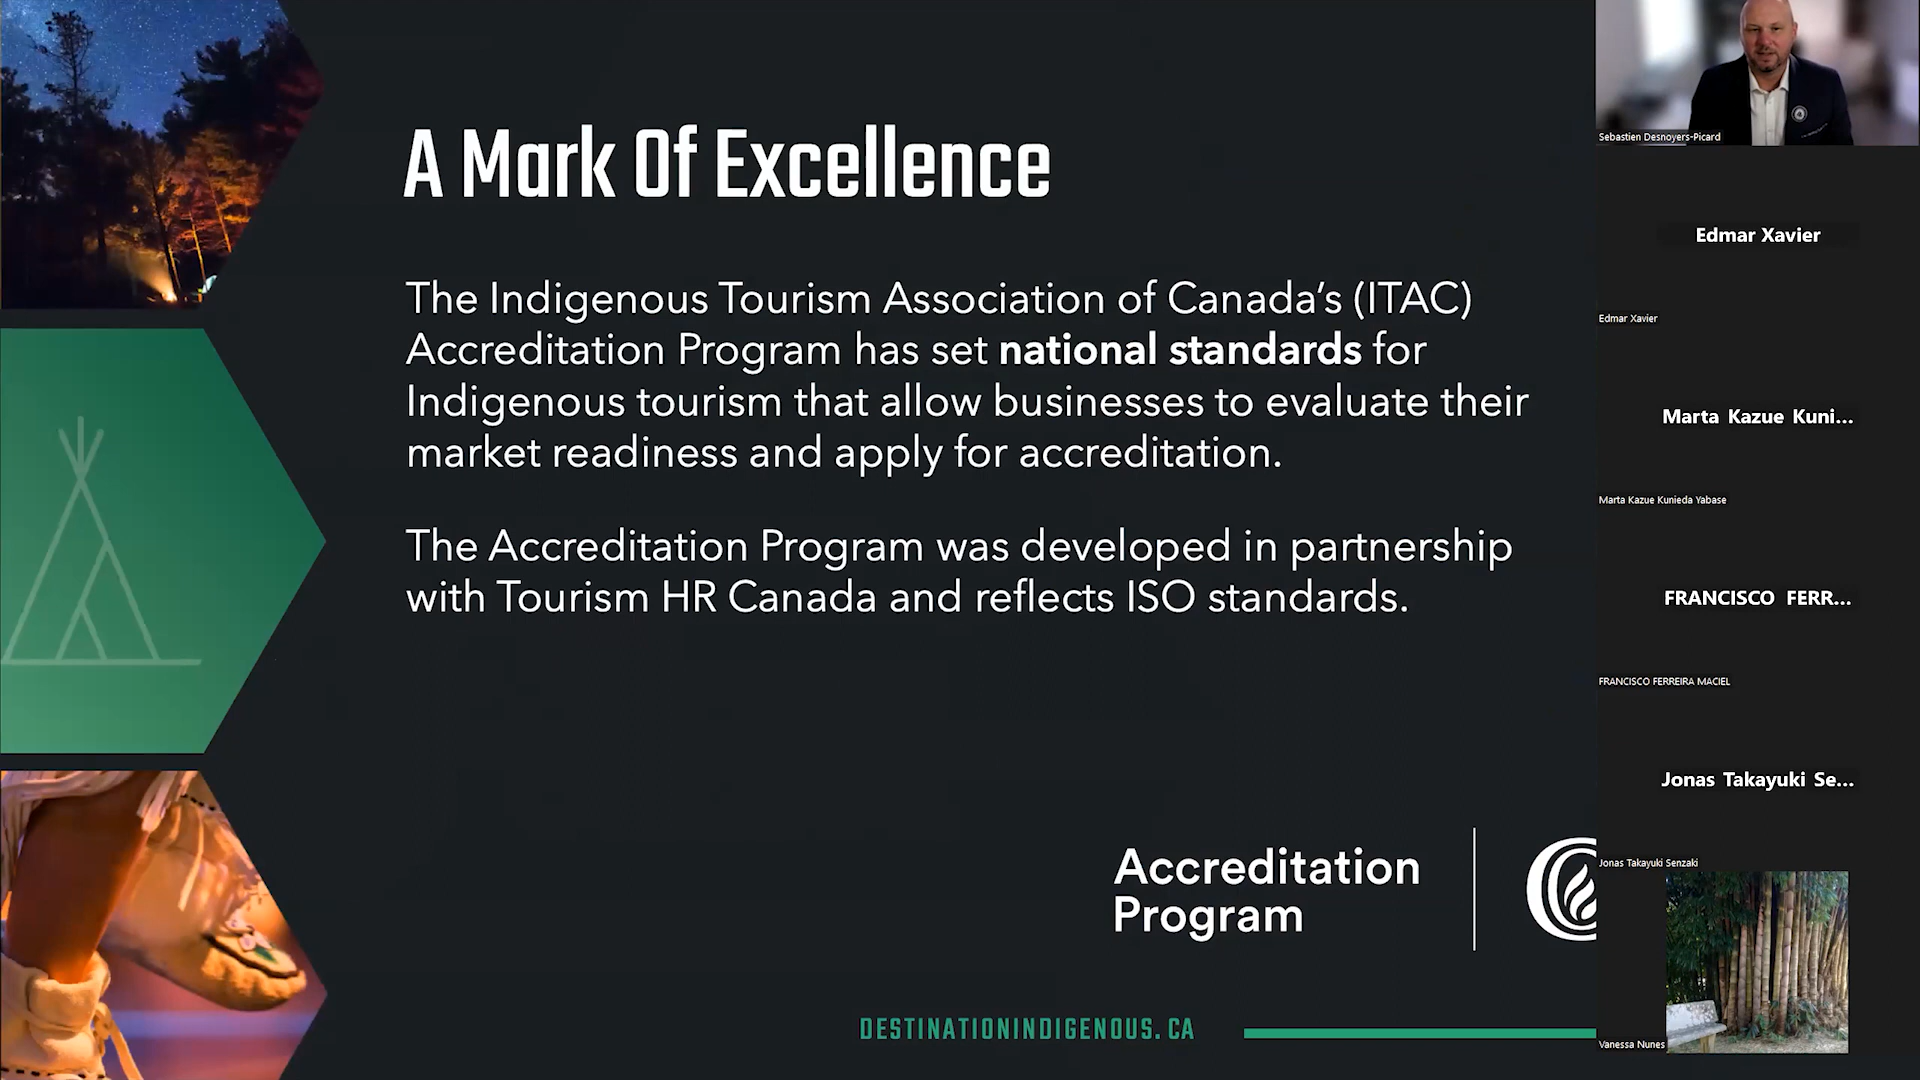 A Mark Of Excellence
The Indigenous Tourism Association of Canada's (ITAC)
Accreditation Program has set national standards for
Indigenous tourism that allow businesses to evaluate their
market readiness and apply for accreditation.
The Accreditation Program was developed in partnership
with Tourism HR Canada and reflects ISO standards.
Accreditation
Program
DESTINATIONINDIGENOUS.CA
Sebastien Desnoyers-Picard
Edmar Xavier
Edmar Xavier
Marta Kazue Kuni...
Marta Kazue Kunieda Yabase
FRANCISCO FERR...
FRANCISCO FERREIRA MACIEL
Jonas Takayuki Se...
Jonas Takayuki Senzaki
Vanessa Nunes